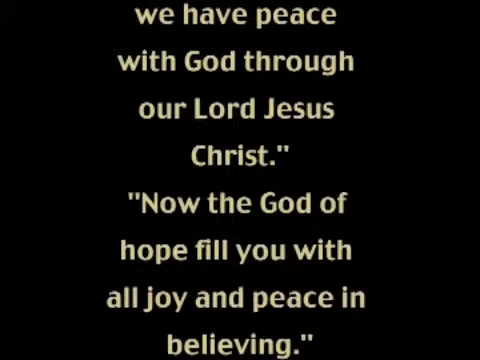 we have peace
with God through
our Lord Jesus
Christ."
"Now the God of
hope fill you with
all joy and peace in
believing."